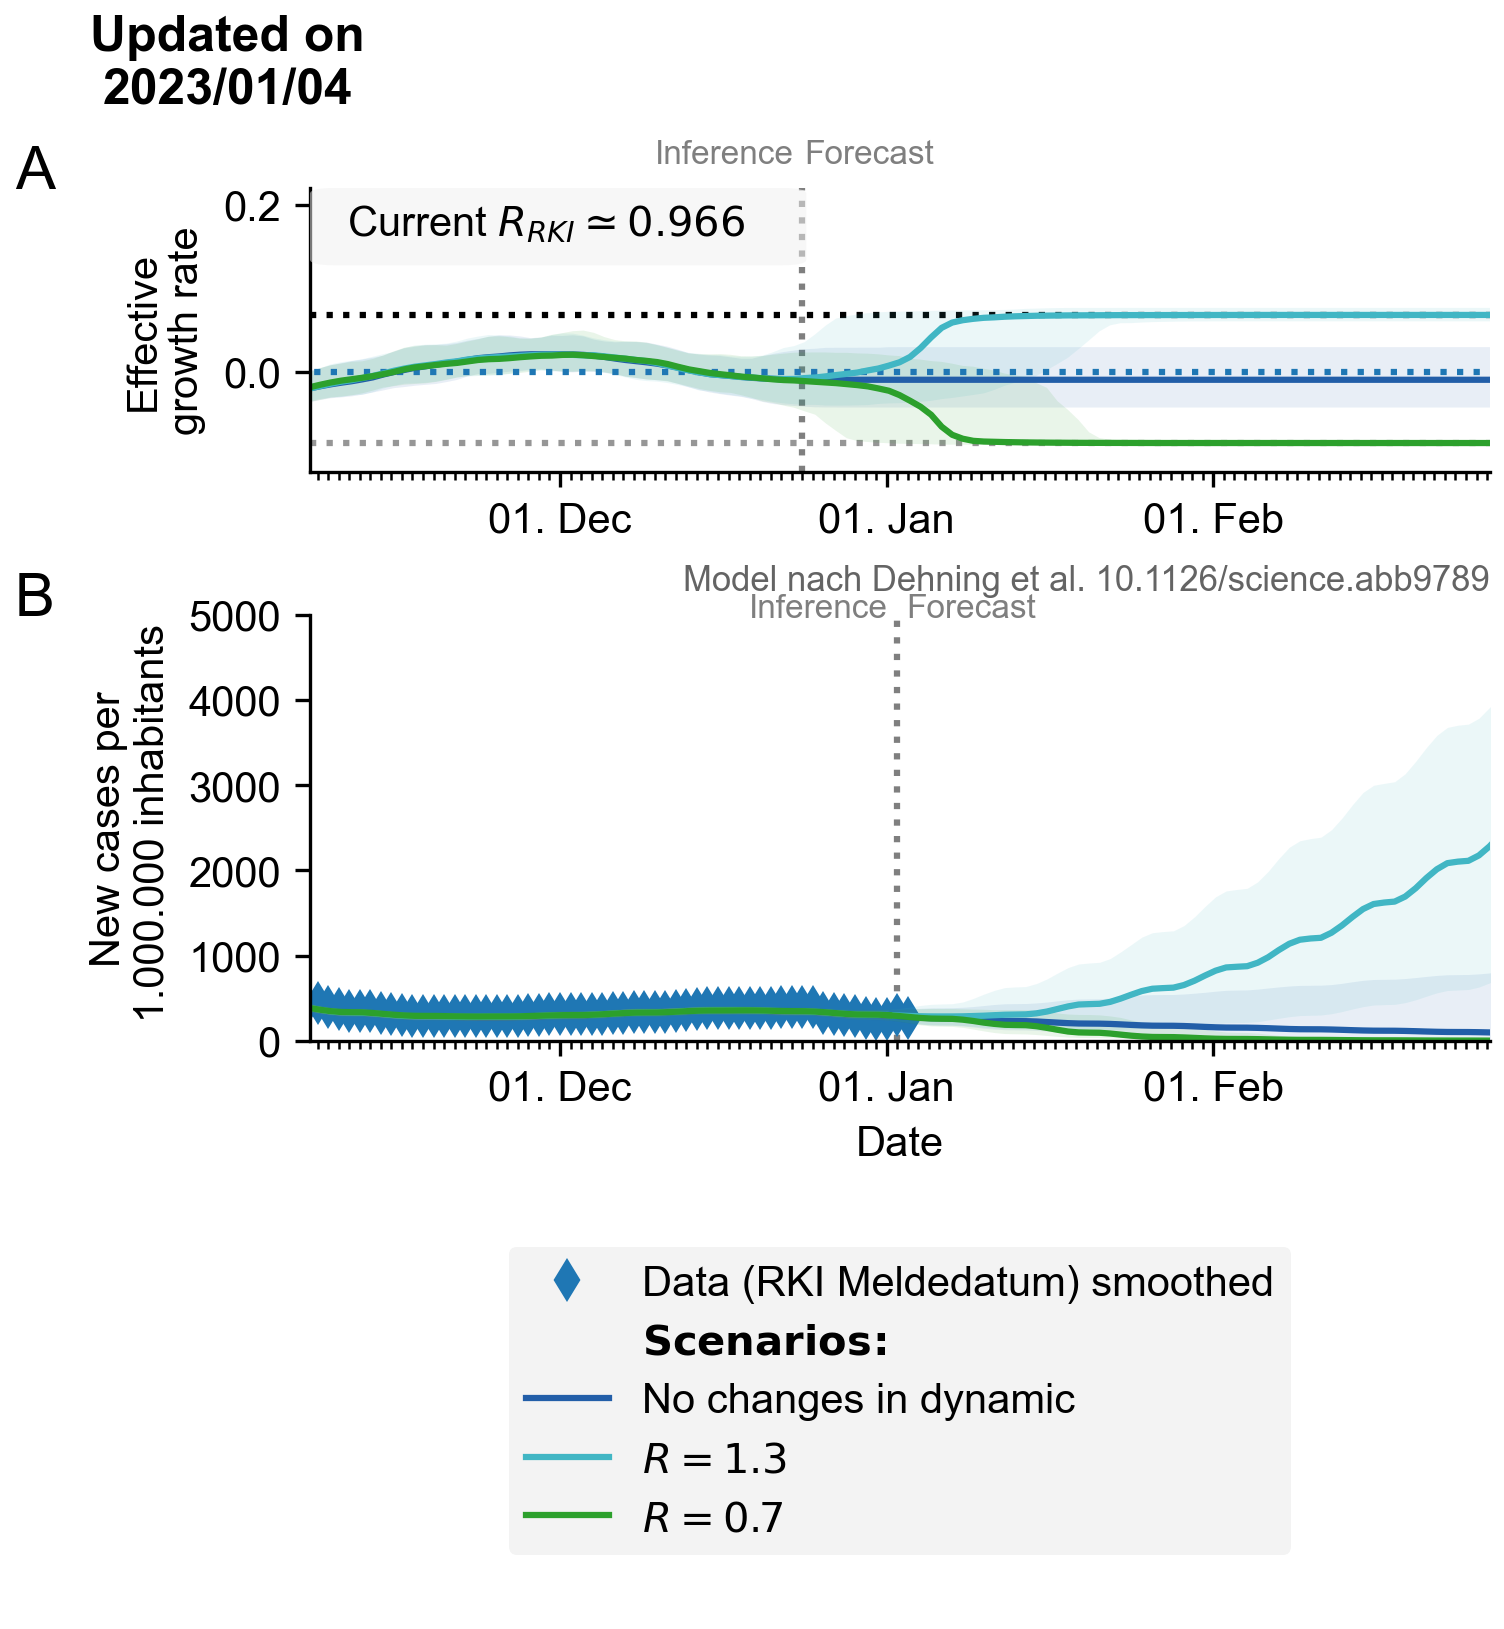 Updated on
2023/01/04
A
Inference Forecast
Current R_RKI ≃ 0.966
0.2
0.0
Effective
growth rate
01. Dec 01. Jan 01. Feb
B
Model nach Dehning et al. 10.1126/science.abb9789
Inference Forecast
5000
4000
3000
2000
1000
0
New cases per
1.000.000 inhabitants
01. Dec 01. Jan 01. Feb
Date
Data (RKI Meldedatum) smoothed
Scenarios:
No changes in dynamic
R = 1.3
R = 0.7